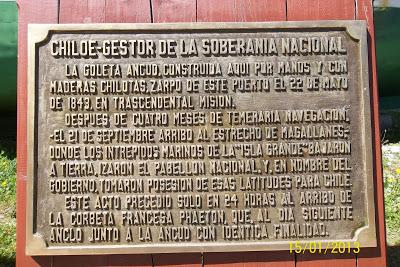 CHILOE-GESTOR DE LA SOBERANIA NACIONAL
LA GOLETA ANCUD, CONSTRUIDA AQUI POR MANOS Y CON
MADERAS CHILOTAS, ZARPO DE ESTE PUERTO EL 22 DE MAYO
DE 1843, EN TRASCENDENTAL MISION.
DESPUES DE CUATRO MESES DE TEMERARIA NAVEGACION,
-EL 21 DE SEPTIEMBRE ARRIBO AL ESTRECHO DE MAGALLANES-
DONDE LOS INTREPIDOS MARINOS DE LA "ISLA GRANDE" BAJARON
A TIERRA, IZARON EL PABELLON NACIONAL, Y, EN NOMBRE DEL
GOBIERNO, TOMARON POSESION DE ESAS LATITUDES PARA CHILE.
ESTE ACTO PRECEDIO SOLO EN 24 HORAS AL ARRIBO DE
LA CORBETA FRANCESA PHAETON, QUE, AL DIA SIGUIENTE
ANCLO JUNTO A LA ANCUD CON IDENTICA FINALIDAD.
15/01/2013